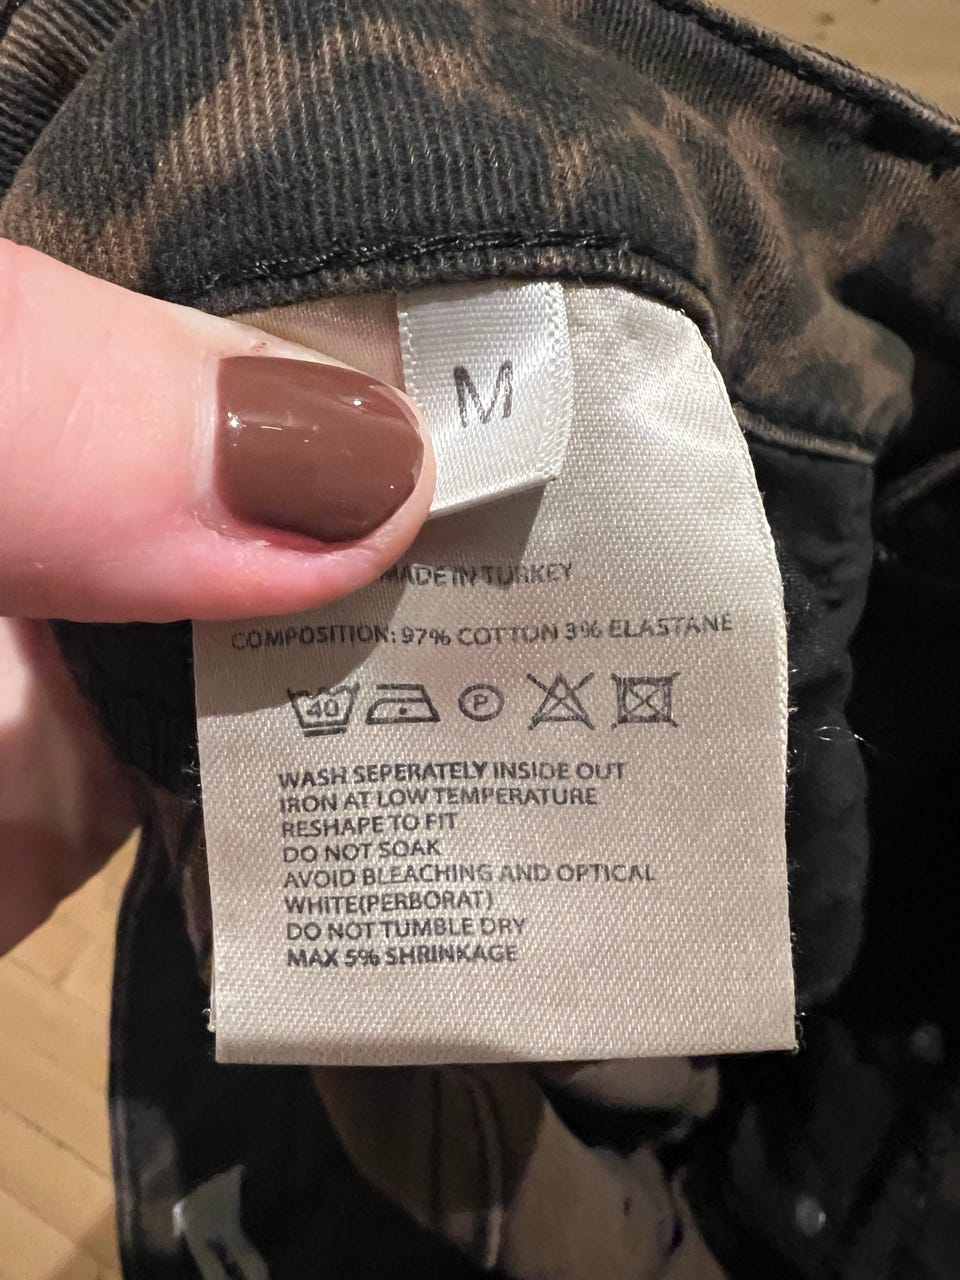 M
MADE IN TURKEY
COMPOSITION: 97% COTTON 3% ELASTANE
40 P
WASH SEPERATELY INSIDE OUT
IRON AT LOW TEMPERATURE
RESHAPE TO FIT
DO NOT SOAK
AVOID BLEACHING AND OPTICAL
WHITE(PERBORAT)
DO NOT TUMBLE DRY
MAX 5% SHRINKAGE